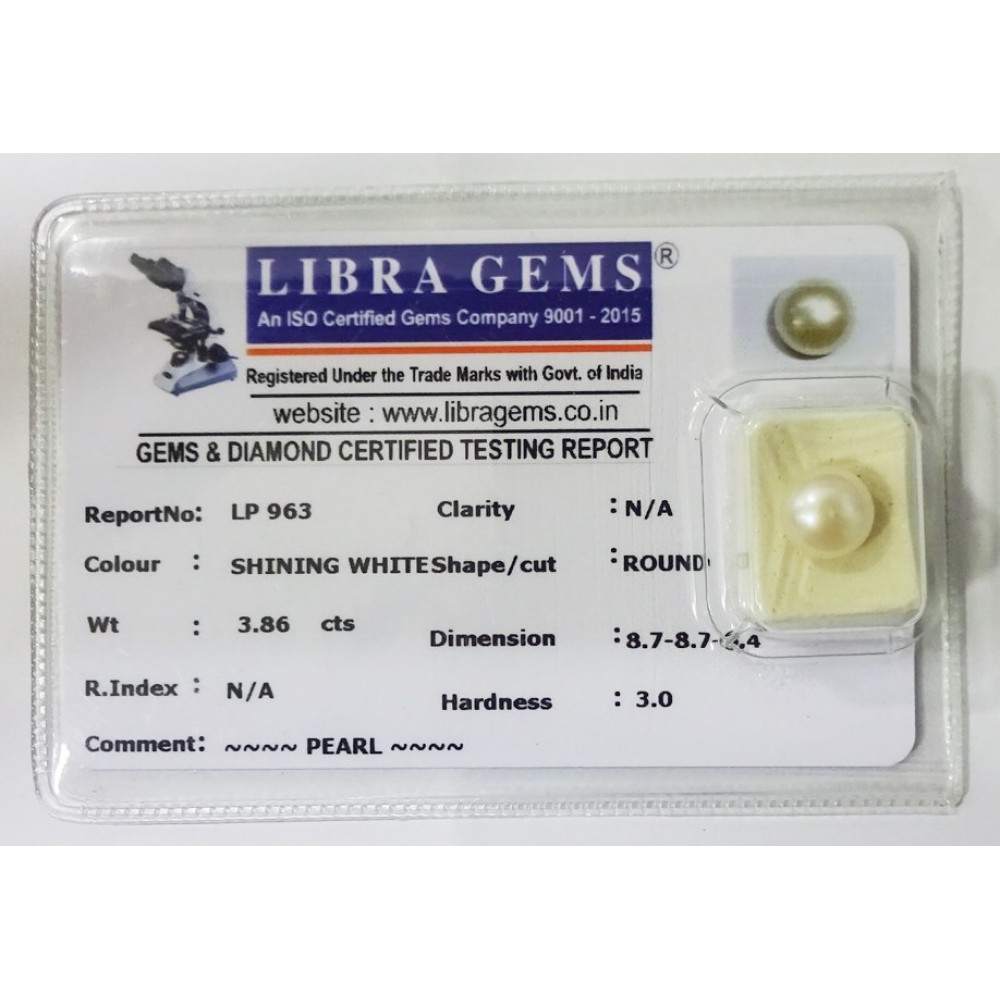 LIBRA GEMS ®
An ISO Certified Gems Company 9001 - 2015
Registered Under the Trade Marks with Govt. of India
website : www.libragems.co.in
GEMS & DIAMOND CERTIFIED TESTING REPORT
ReportNo: LP 963 Clarity : N/A
Colour : SHINING WHITE Shape/cut : ROUND
Wt : 3.86 cts Dimension : 8.7-8.7-
R.Index : N/A Hardness : 3.0
Comment: ~~~~ PEARL ~~~~